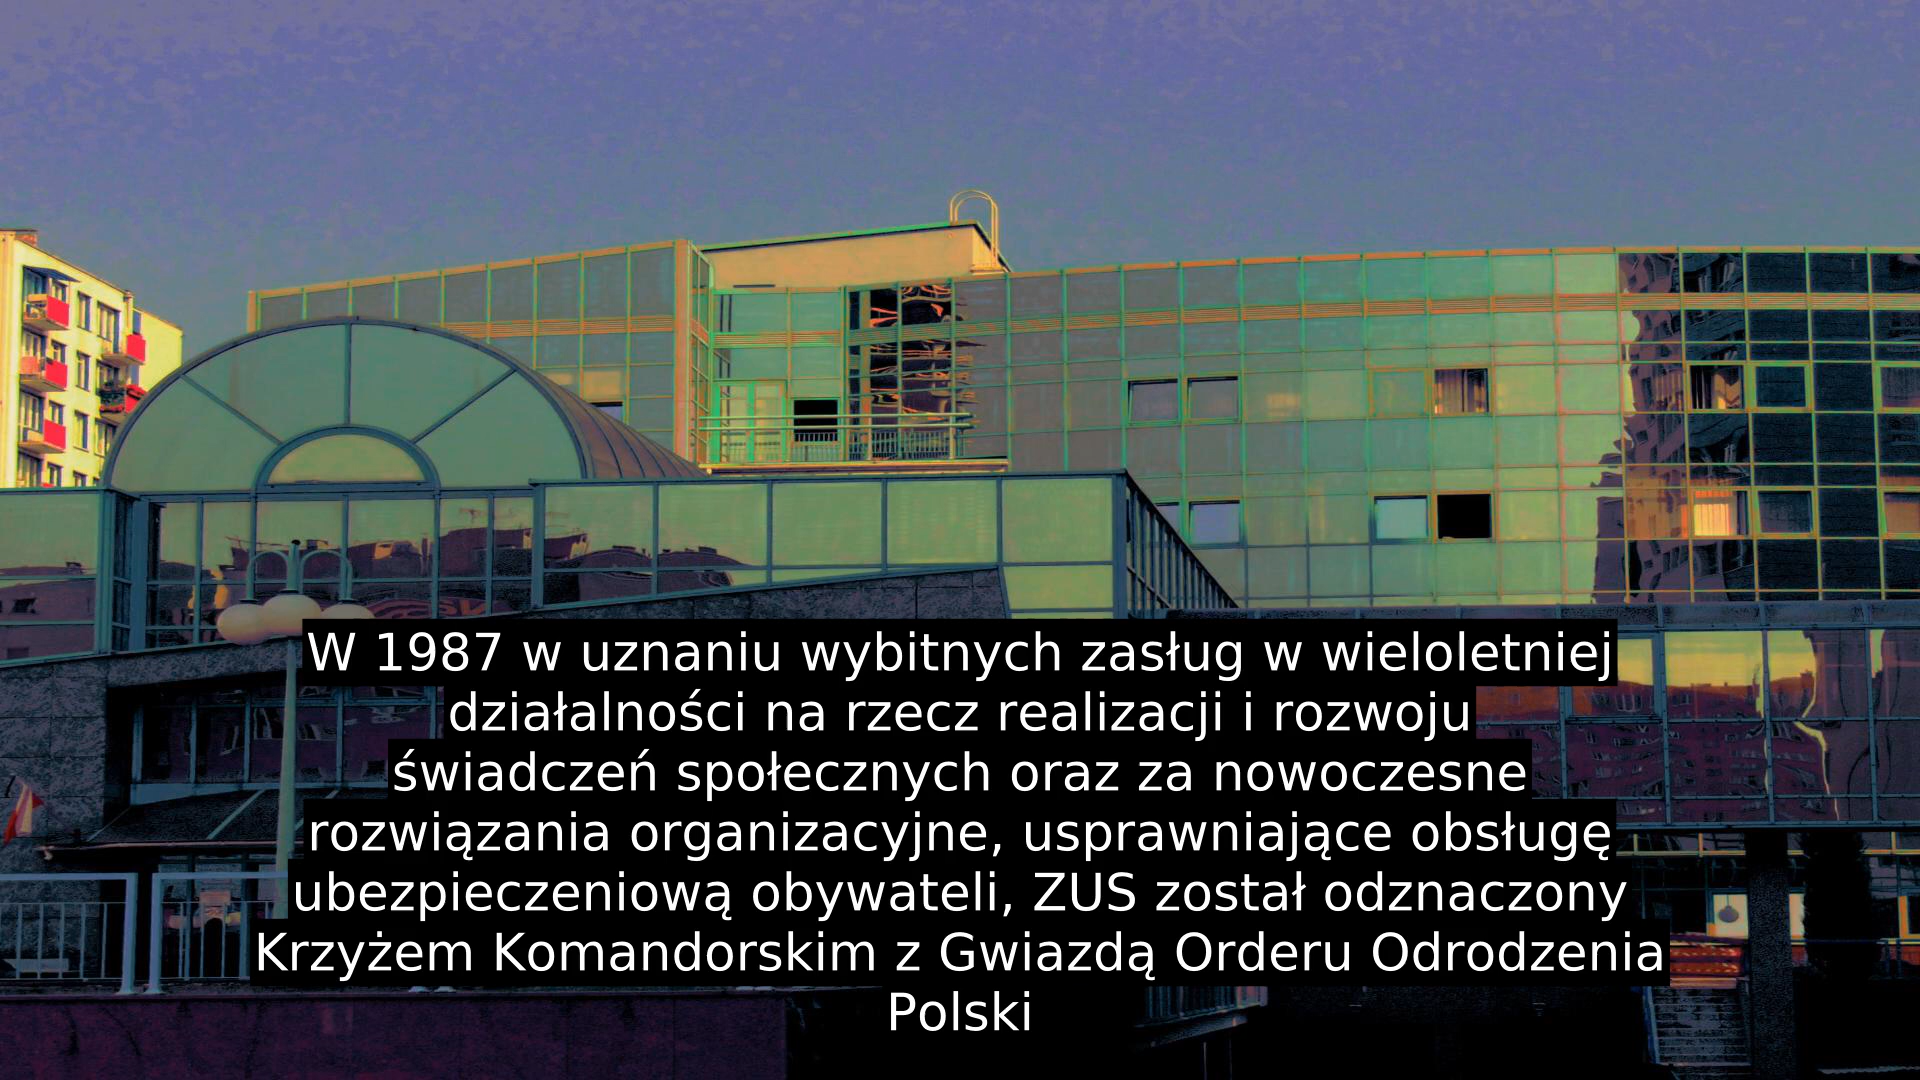 W 1987 w uznaniu wybitnych zasług w wieloletniej
działalności na rzecz realizacji i rozwoju
świadczeń społecznych oraz za nowoczesne
rozwiązania organizacyjne, usprawniające obsługę
ubezpieczeniową obywateli, ZUS został odznaczony
Krzyżem Komandorskim z Gwiazdą Orderu Odrodzenia
Polski